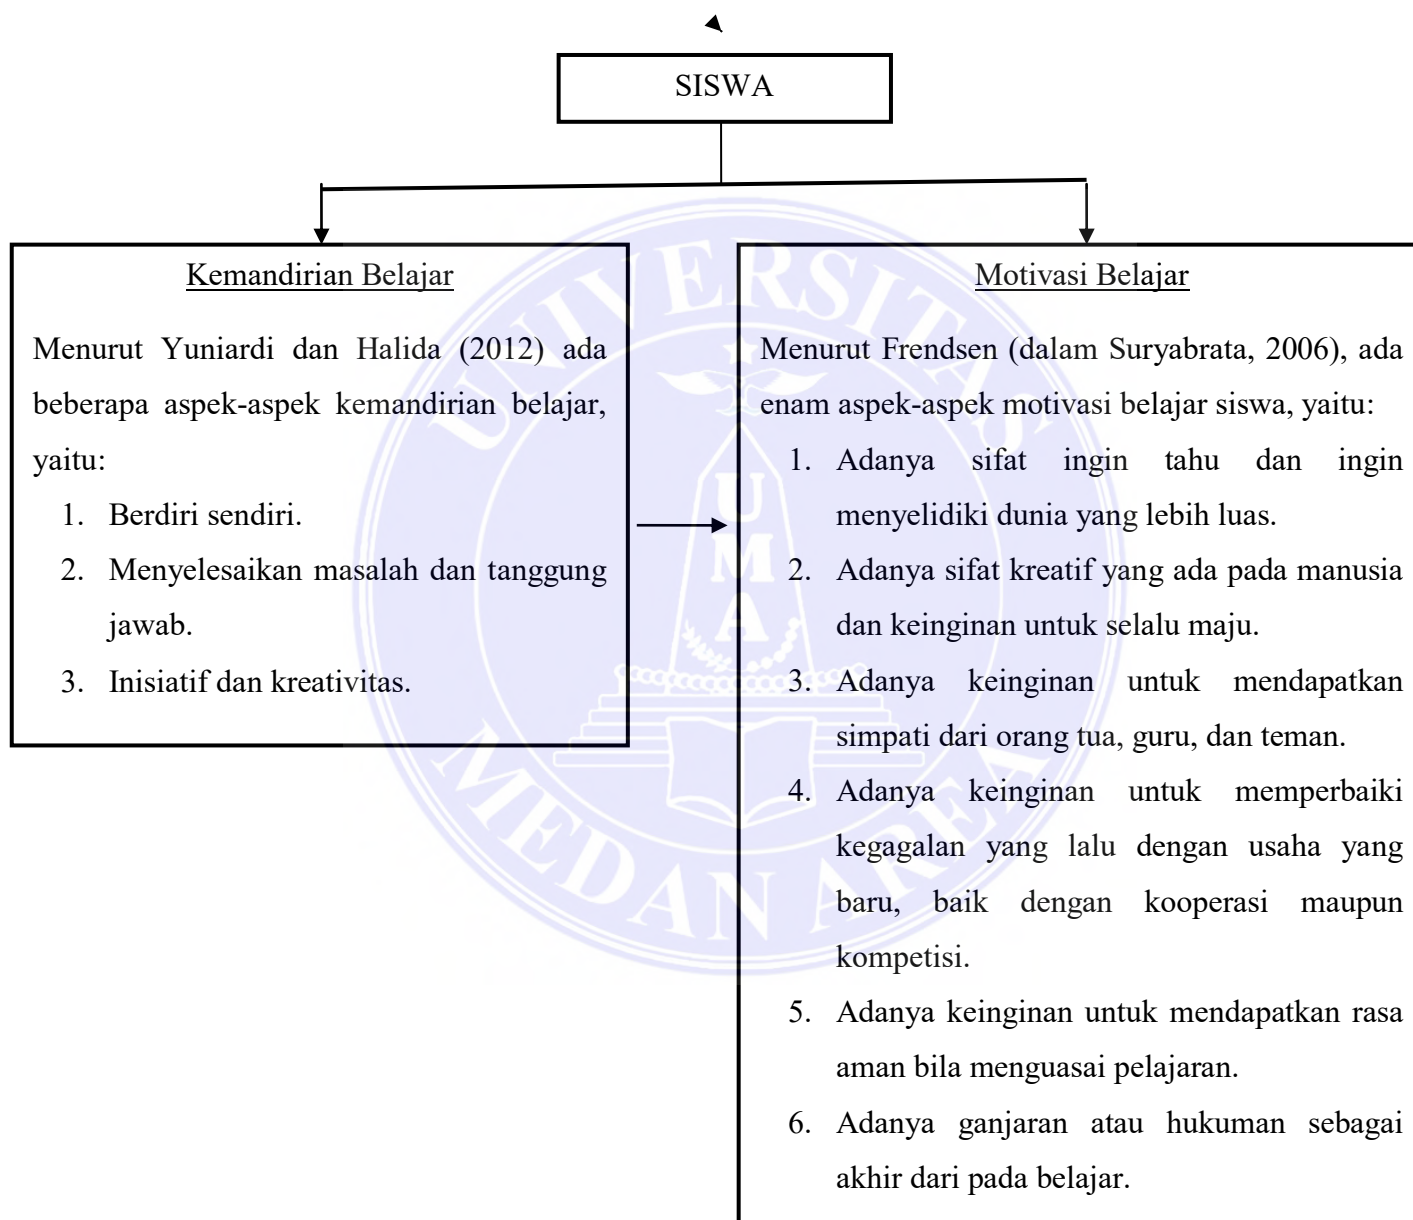 SISWA
Kemandirian Belajar
Menurut Yuniardi dan Halida (2012) ada
beberapa aspek-aspek kemandirian belajar,
yaitu:
1. Berdiri sendiri.
2. Menyelesaikan masalah dan tanggung
jawab.
3. Inisiatif dan kreativitas.
Motivasi Belajar
Menurut Frendsen (dalam Suryabrata, 2006), ada
enam aspek-aspek motivasi belajar siswa, yaitu:
1. Adanya sifat ingin tahu dan ingin
menyelidiki dunia yang lebih luas.
2. Adanya sifat kreatif yang ada pada manusia
dan keinginan untuk selalu maju.
3. Adanya keinginan untuk mendapatkan
simpati dari orang tua, guru, dan teman.
4. Adanya keinginan untuk memperbaiki
kegagalan yang lalu dengan usaha yang
baru, baik dengan kooperasi maupun
kompetisi.
5. Adanya keinginan untuk mendapatkan rasa
aman bila menguasai pelajaran.
6. Adanya ganjaran atau hukuman sebagai
akhir dari pada belajar.
UNIVERSITAS
UMA
MEDAN AREA